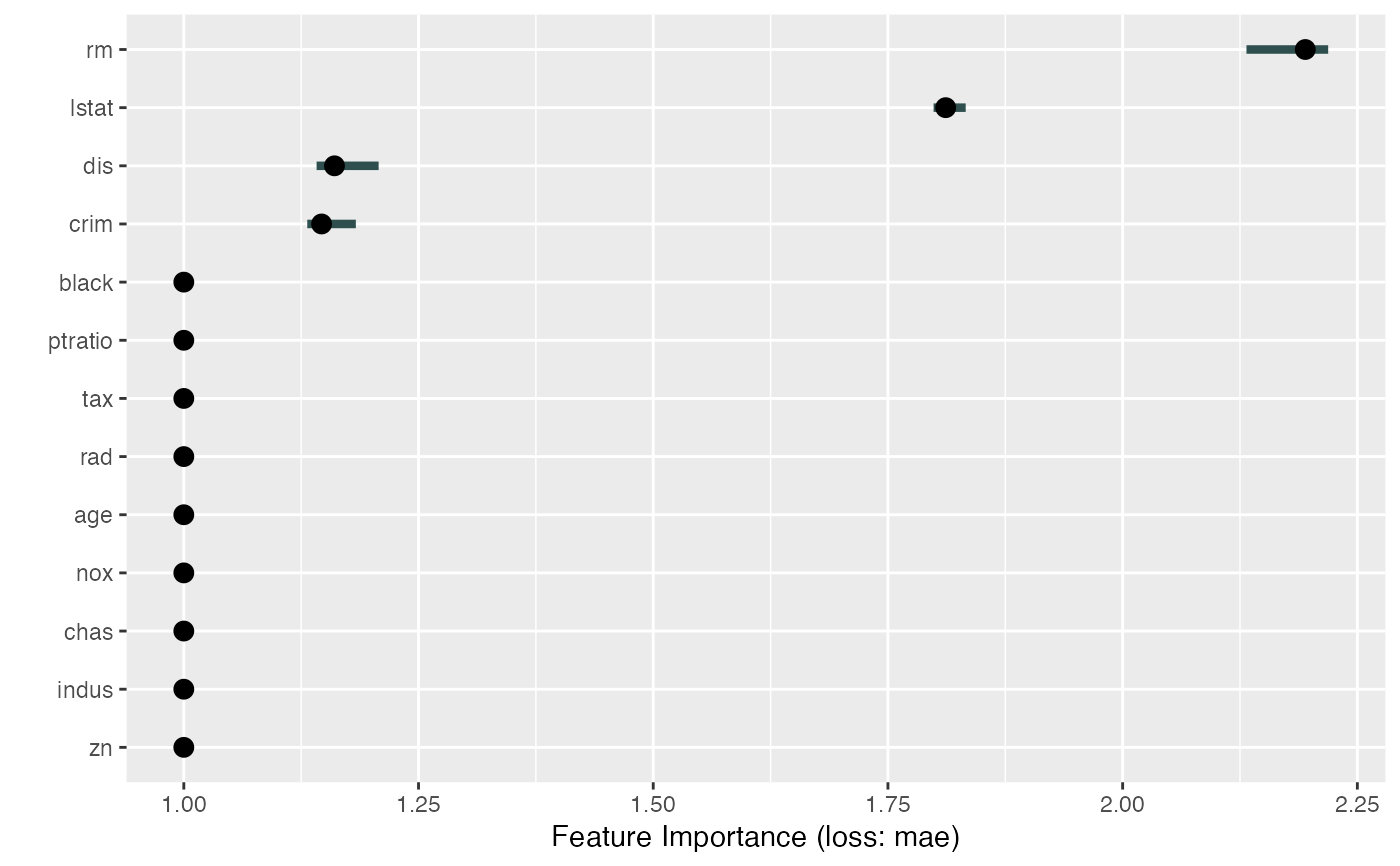 rm
lstat
dis
crim
black
ptratio
tax
rad
age
nox
chas
indus
zn
1.00 1.25 1.50 1.75 2.00 2.25
Feature Importance (loss: mae)